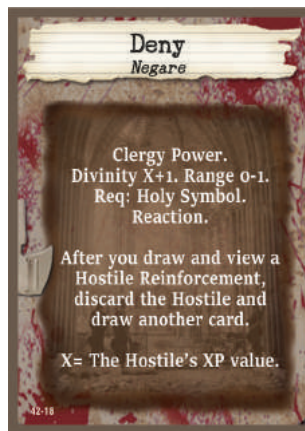 Deny
Negare
Clergy Power.
Divinity X+1. Range 0-1.
Req: Holy Symbol.
Reaction.
After you draw and view a
Hostile Reinforcement,
discard the Hostile and
draw another card.
X= The Hostile's XP value.
42-18